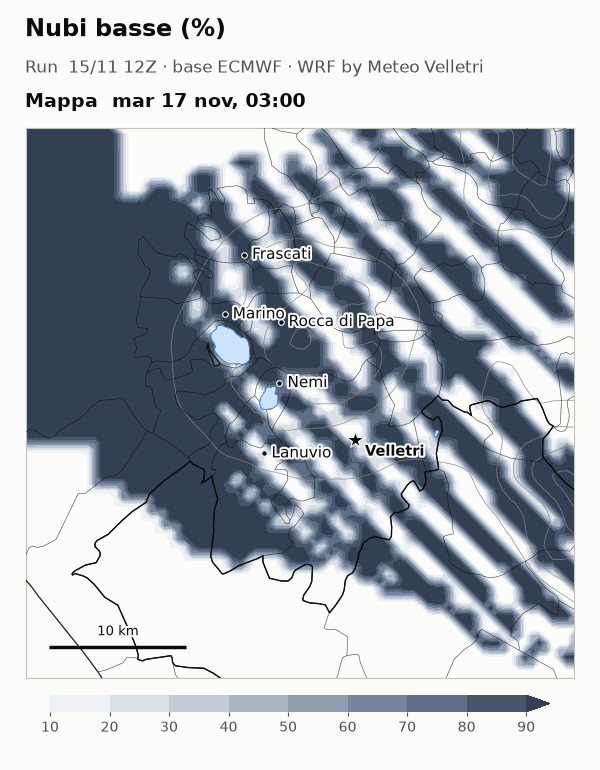 Nubi basse (%)
Run  15/11 12Z · base ECMWF · WRF by Meteo Velletri
Mappa  mar 17 nov, 03:00
Frascati
Marino
Rocca di Papa
Nemi
Velletri
Lanuvio
10 km
10 20 30 40 50 60 70 80 90